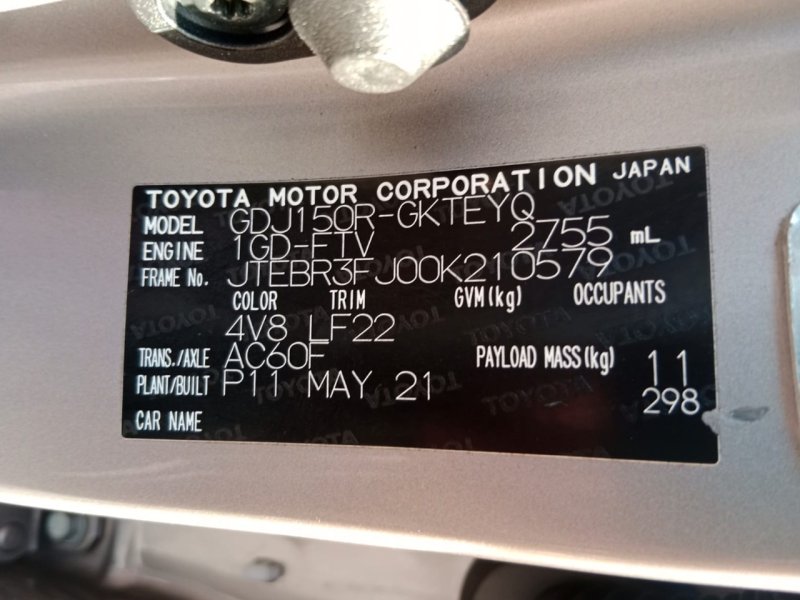 TOYOTA MOTOR CORPORATION JAPAN
MODEL GDJ150R-GKTEYQ
ENGINE 1GD-FTV 2755 mL
FRAME No. JTEBR3FJ00K210579
COLOR TRIM GVM(kg) OCCUPANTS
4V8 LF22
TRANS./AXLE AC60F PAYLOAD MASS(kg) 11
PLANT/BUILT P11 MAY 21 298
CAR NAME